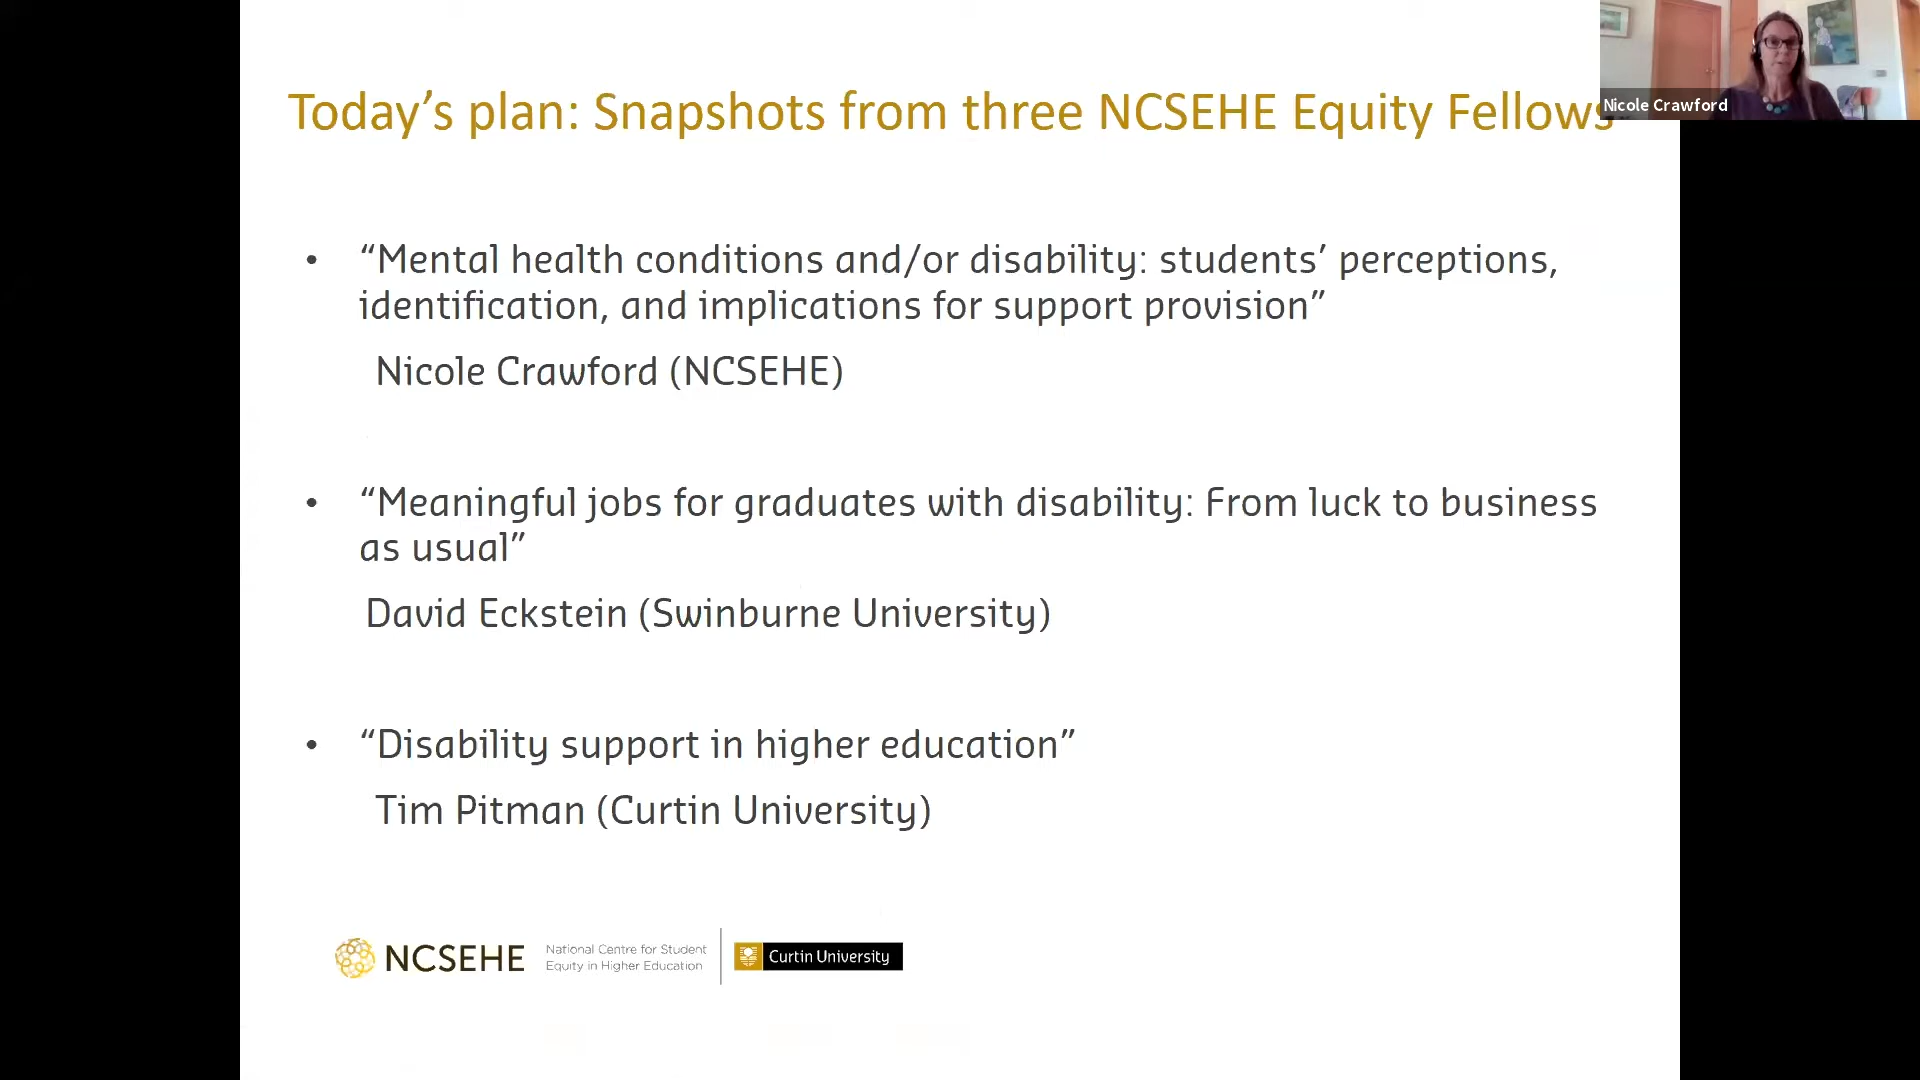 Today’s plan: Snapshots from three NCSEHE Equity Fellows
Nicole Crawford
• “Mental health conditions and/or disability: students’ perceptions,
identification, and implications for support provision”
Nicole Crawford (NCSEHE)
• “Meaningful jobs for graduates with disability: From luck to business
as usual”
David Eckstein (Swinburne University)
• “Disability support in higher education”
Tim Pitman (Curtin University)
NCSEHE
National Centre for Student
Equity in Higher Education
Curtin University